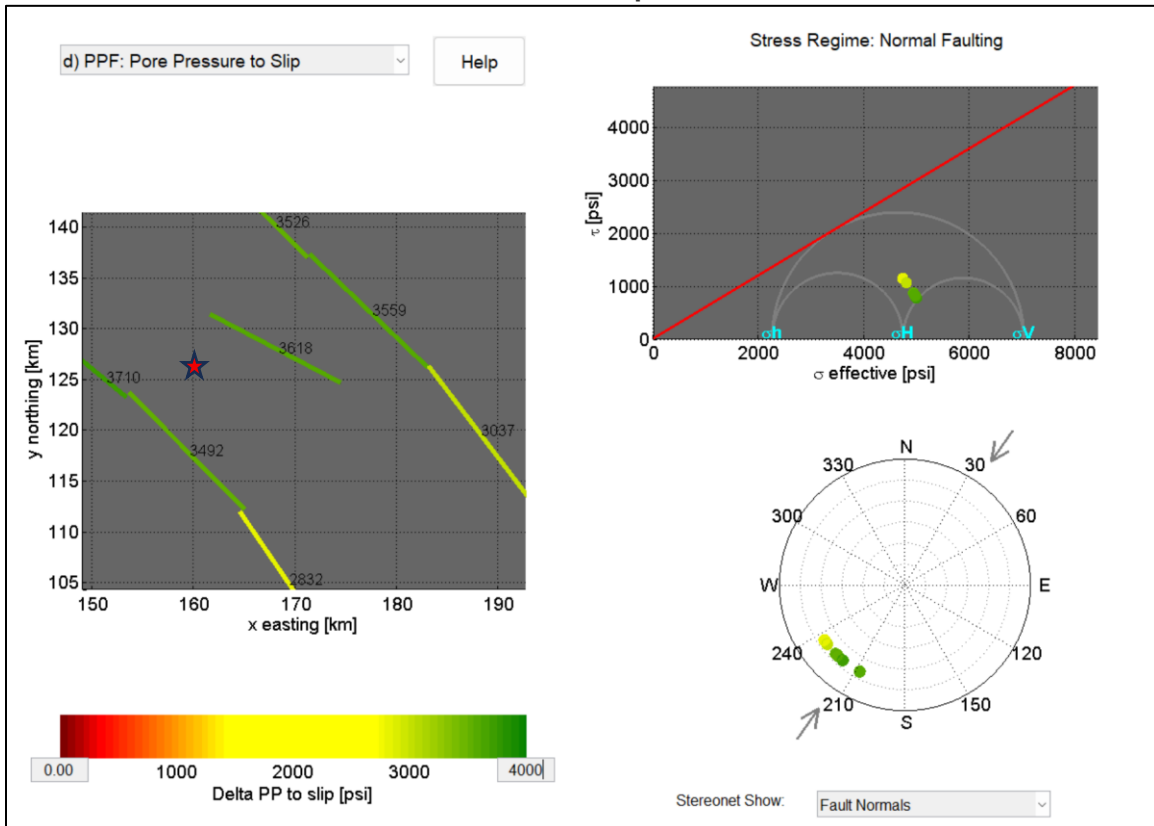 d) PPF: Pore Pressure to Slip
Help
140
135
130
125
120
115
110
105
150
160
170
180
190
y northing [km]
x easting [km]
3526
3559
3618
3710
3492
3037
2832
0.00
1000
2000
3000
4000
Delta PP to slip [psi]
Stress Regime: Normal Faulting
4000
3000
2000
1000
0
τ [psi]
σh
σH
σV
0
2000
4000
6000
8000
σ effective [psi]
N
30
60
E
120
150
S
210
240
W
300
330
Stereonet Show:
Fault Normals